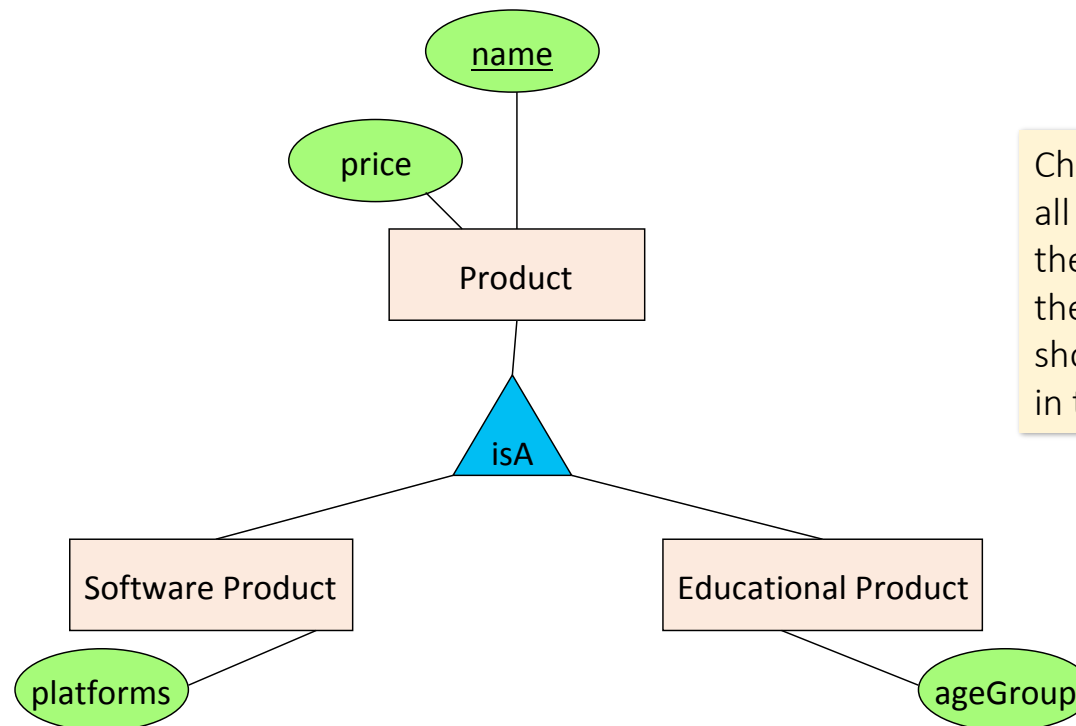 name
price
Product
Ch
all
the
the
sho
in t
isA
Software Product
Educational Product
platforms
ageGroup